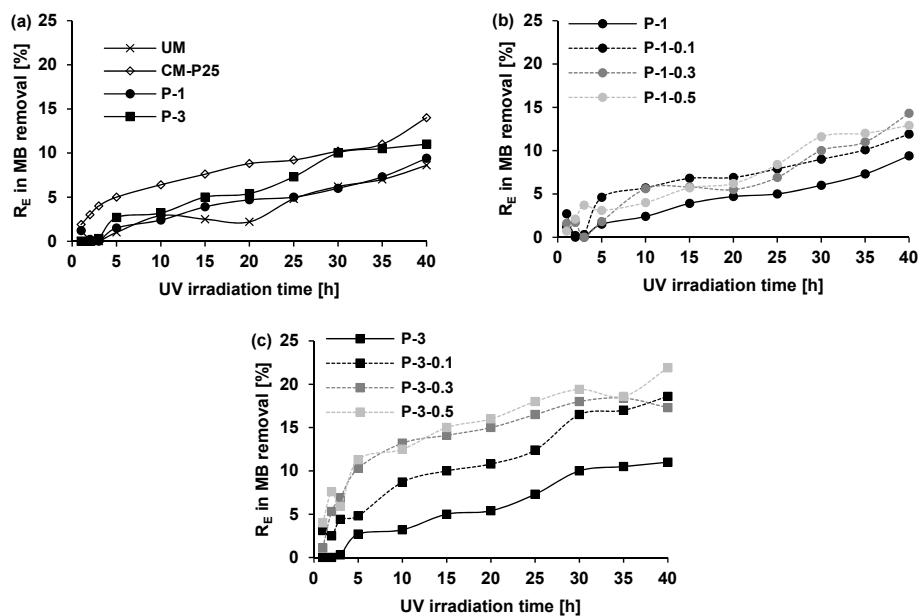 (a)
25
20
15
10
5
0
R_E in MB removal [%]
UM
CM-P25
P-1
P-3
0 5 10 15 20 25 30 35 40
UV irradiation time [h]
(b)
25
20
15
10
5
0
R_E in MB removal [%]
P-1
P-1-0.1
P-1-0.3
P-1-0.5
0 5 10 15 20 25 30 35 40
UV irradiation time [h]
(c)
25
20
15
10
5
0
R_E in MB removal [%]
P-3
P-3-0.1
P-3-0.3
P-3-0.5
0 5 10 15 20 25 30 35 40
UV irradiation time [h]